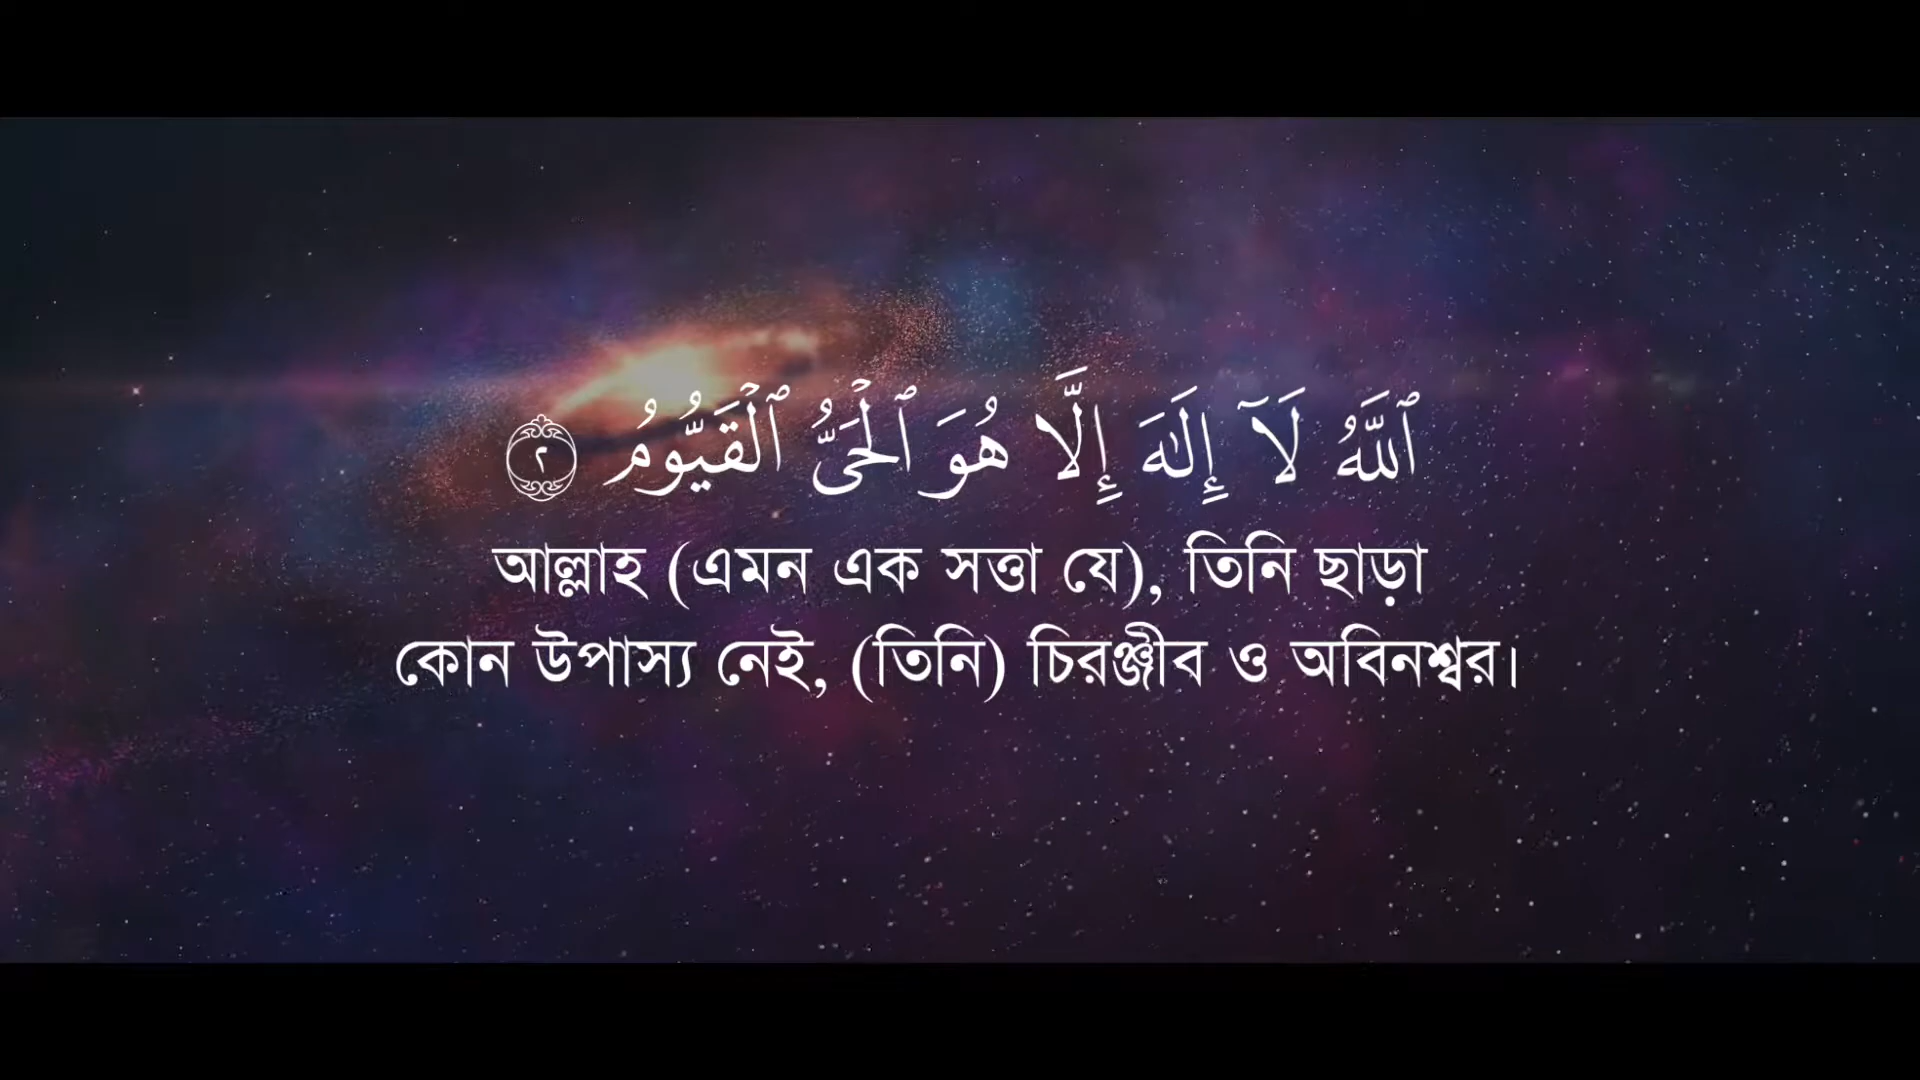 ٱللَّهُ لَآ إِلَـٰهَ إِلَّا هُوَ ٱلْحَىُّ ٱلْقَيُّومُ ٢
আল্লাহ (এমন এক সত্তা যে), তিনি ছাড়া
কোন উপাস্য নেই, (তিনি) চিরঞ্জীব ও অবিনশ্বর।